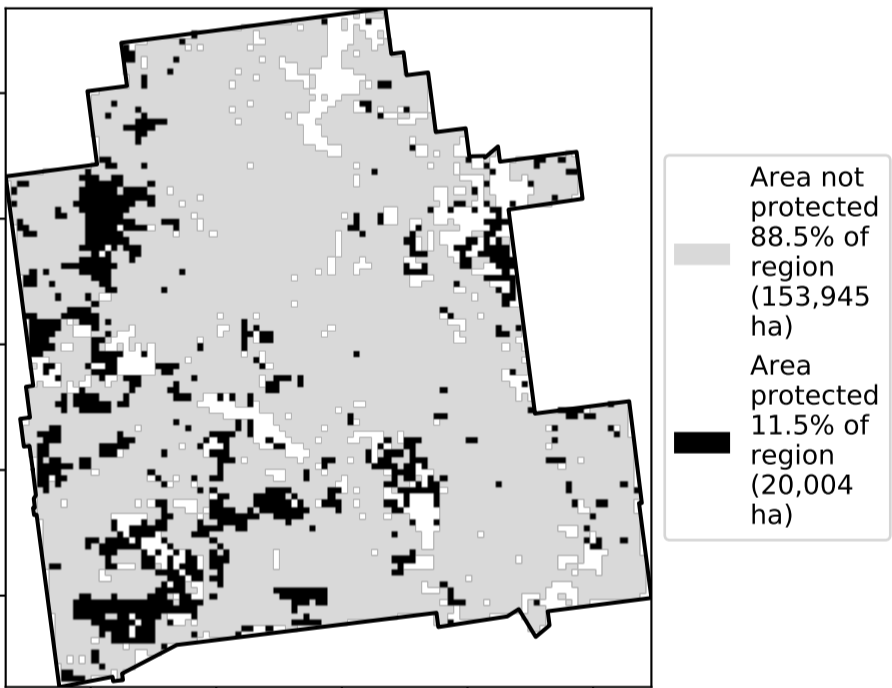 Area not
protected
88.5% of
region
(153,945
ha)
Area
protected
11.5% of
region
(20,004
ha)